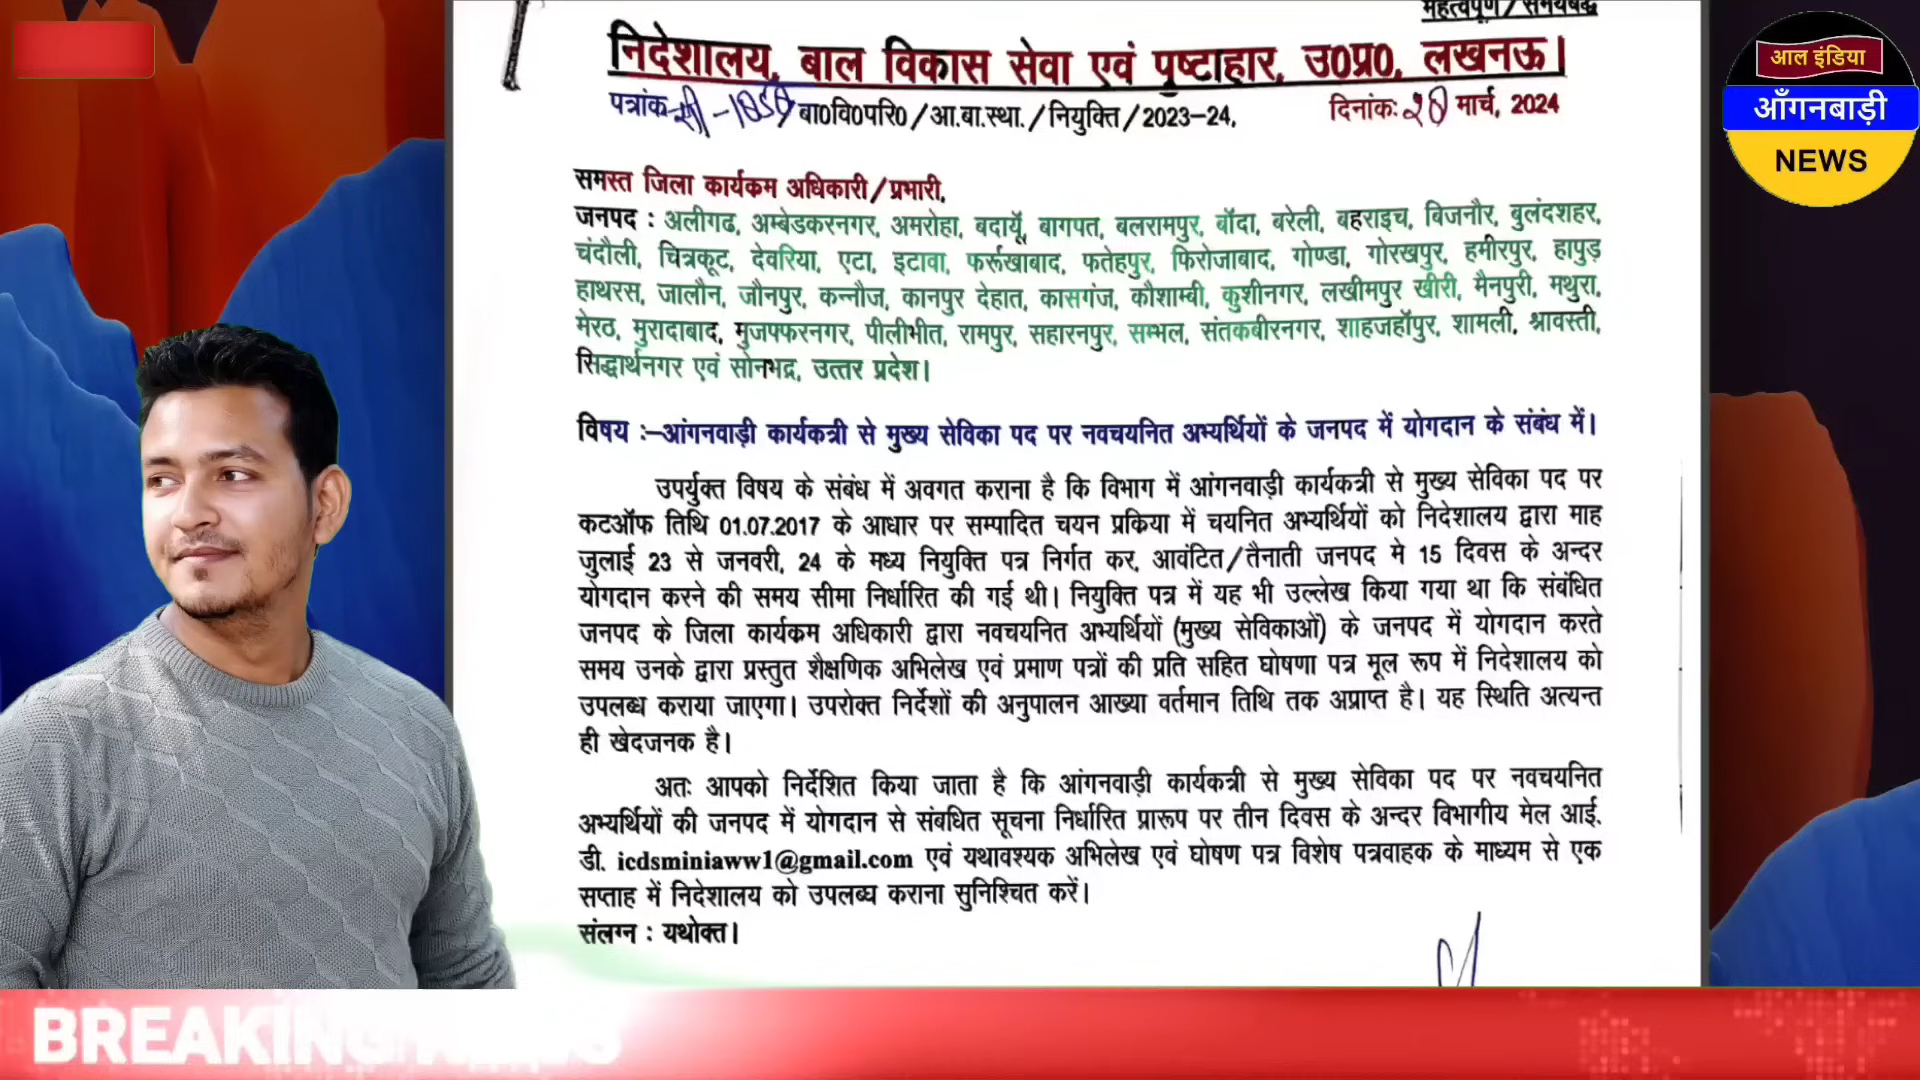 महत्वपूर्ण/समयबद्ध
निदेशालय, बाल विकास सेवा एवं पुष्टाहार, उ0प्र0, लखनऊ।
पत्रांक /बा0वि0परि0/आ.बा.स्था./नियुक्ति/2023-24, दिनांक: 28 मार्च, 2024
आल इंडिया
आँगनबाड़ी
NEWS
समस्त जिला कार्यकम अधिकारी/प्रभारी,
जनपद : अलीगढ, अम्बेडकरनगर, अमरोहा, बदायूॅ, बागपत, बलरामपुर, बॉदा, बरेली, बहराइच, बिजनौर, बुलंदशहर,
चंदौली, चित्रकूट, देवरिया, एटा, इटावा, फर्रूखाबाद, फतेहपुर, फिरोजाबाद, गोण्डा, गोरखपुर, हमीरपुर, हापुड़
हाथरस, जालौन, जौनपुर, कन्नौज, कानपुर देहात, कासगंज, कौशाम्बी, कुशीनगर, लखीमपुर खीरी, मैनपुरी, मथुरा,
मेरठ, मुरादाबाद, मुजफ्फरनगर, पीलीभीत, रामपुर, सहारनपुर, सम्भल, संतकबीरनगर, शाहजहॉपुर, शामली, श्रावस्ती,
सिद्धार्थनगर एवं सोनभद्र, उत्तर प्रदेश।
विषय :-आंगनवाड़ी कार्यकत्री से मुख्य सेविका पद पर नवचयनित अभ्यर्थियों के जनपद में योगदान के संबंध में।
उपर्युक्त विषय के संबंध में अवगत कराना है कि विभाग में आंगनवाड़ी कार्यकत्री से मुख्य सेविका पद पर
कटऑफ तिथि 01.07.2017 के आधार पर सम्पादित चयन प्रकिया में चयनित अभ्यर्थियों को निदेशालय द्वारा माह
जुलाई 23 से जनवरी, 24 के मध्य नियुक्ति पत्र निर्गत कर, आवंटित/तैनाती जनपद मे 15 दिवस के अन्दर
योगदान करने की समय सीमा निर्धारित की गई थी। नियुक्ति पत्र में यह भी उल्लेख किया गया था कि संबंधित
जनपद के जिला कार्यकम अधिकारी द्वारा नवचयनित अभ्यर्थियों (मुख्य सेविकाओं) के जनपद में योगदान करते
समय उनके द्वारा प्रस्तुत शैक्षणिक अभिलेख एवं प्रमाण पत्रों की प्रति सहित घोषणा पत्र मूल रूप में निदेशालय को
उपलब्ध कराया जाएगा। उपरोक्त निर्देशों की अनुपालन आख्या वर्तमान तिथि तक अप्राप्त है। यह स्थिति अत्यन्त
ही खेदजनक है।
अतः आपको निर्देशित किया जाता है कि आंगनवाड़ी कार्यकत्री से मुख्य सेविका पद पर नवचयनित
अभ्यर्थियों की जनपद में योगदान से संबधित सूचना निर्धारित प्रारूप पर तीन दिवस के अन्दर विभागीय मेल आई.
डी. icdsminiaww1@gmail.com एवं यथावश्यक अभिलेख एवं घोषण पत्र विशेष पत्रवाहक के माध्यम से एक
सप्ताह में निदेशालय को उपलब्ध कराना सुनिश्चित करें।
संलग्न : यथोक्त।
BREAKING NEWS